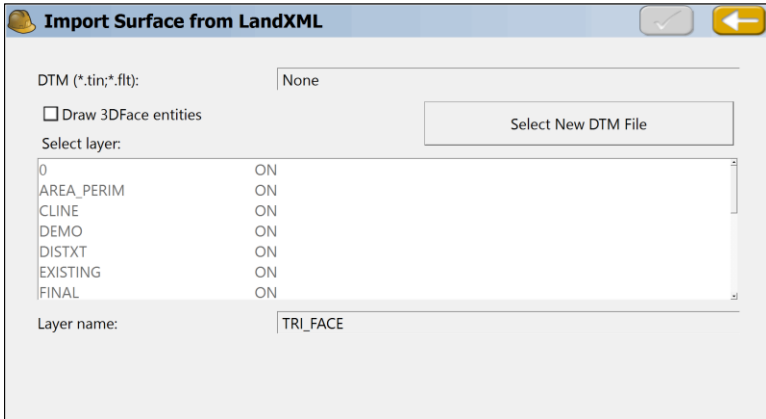 Import Surface from LandXML
DTM (*.tin;*.flt): None
Draw 3DFace entities
Select New DTM File
Select layer:
0 ON
AREA_PERIM ON
CLINE ON
DEMO ON
DISTXT ON
EXISTING ON
FINAL ON
Layer name: TRI_FACE